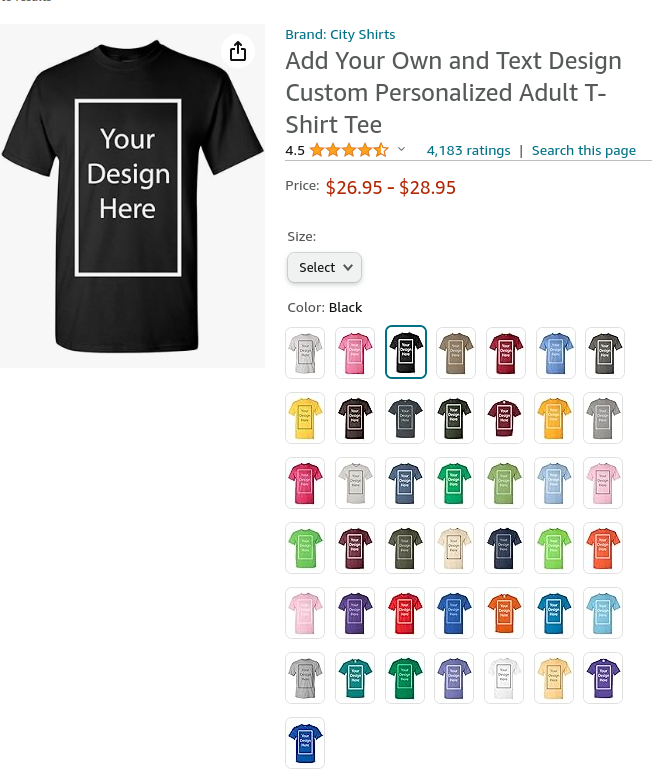 Your
Design
Here
Brand: City Shirts
Add Your Own and Text Design
Custom Personalized Adult T-
Shirt Tee
4.5
4,183 ratings | Search this page
Price: $26.95 - $28.95
Size:
Select
Color: Black